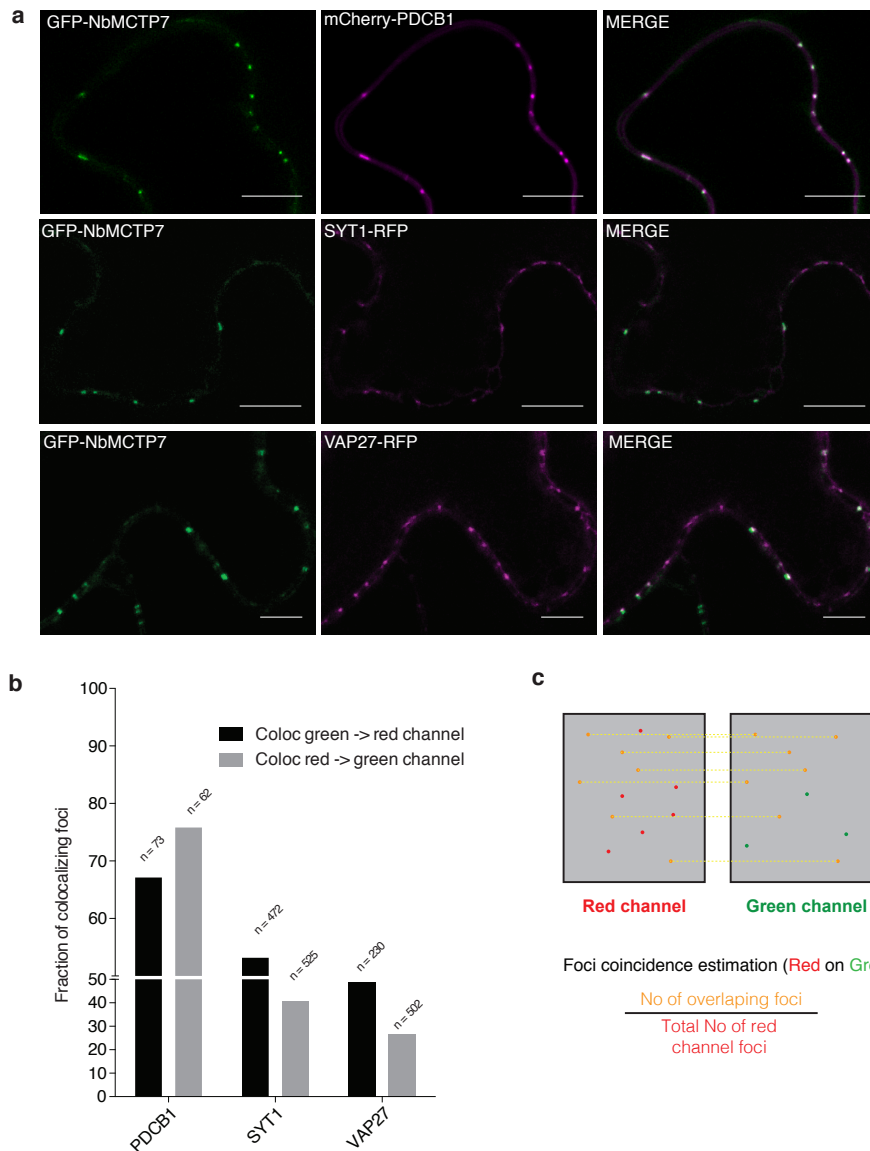 a
GFP-NbMCTP7
mCherry-PDCB1
MERGE
GFP-NbMCTP7
SYT1-RFP
MERGE
GFP-NbMCTP7
VAP27-RFP
MERGE
b
Fraction of colocalizing foci
100
90
80
70
60
50
40
30
20
10
0
Coloc green -> red channel
Coloc red -> green channel
n = 73
n = 62
n = 472
n = 525
n = 230
n = 502
PDCB1
SYT1
VAP27
c
Red channel
Green channel
Foci coincidence estimation (Red on Gre
No of overlaping foci
Total No of red
channel foci